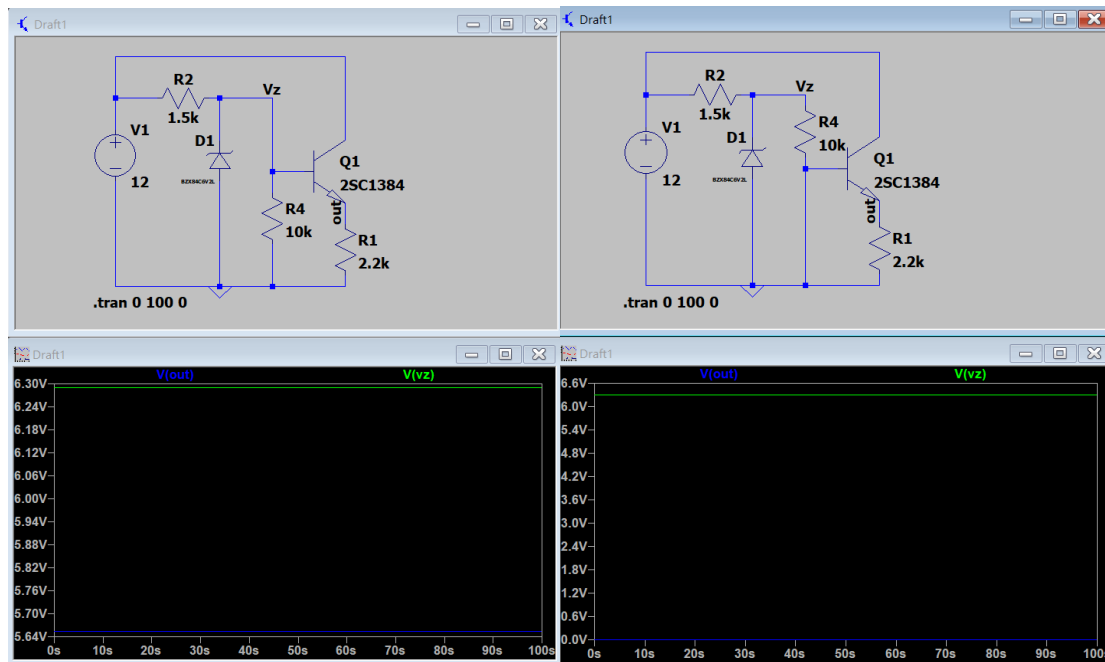 Draft1
R2
1.5k
Vz
V1
12
D1
BZX84C6V2L
Q1
2SC1384
R4
10k
out
R1
2.2k
.tran 0 100 0
Draft1
R2
1.5k
Vz
V1
12
D1
BZX84C6V2L
R4
10k
Q1
2SC1384
out
R1
2.2k
.tran 0 100 0
Draft1
V(out) V(vz)
6.30V
6.24V
6.18V
6.12V
6.06V
6.00V
5.94V
5.88V
5.82V
5.76V
5.70V
5.64V
0s 10s 20s 30s 40s 50s 60s 70s 80s 90s 100s
Draft1
V(out) V(vz)
6.6V
6.0V
5.4V
4.8V
4.2V
3.6V
3.0V
2.4V
1.8V
1.2V
0.6V
0.0V
0s 10s 20s 30s 40s 50s 60s 70s 80s 90s 100s